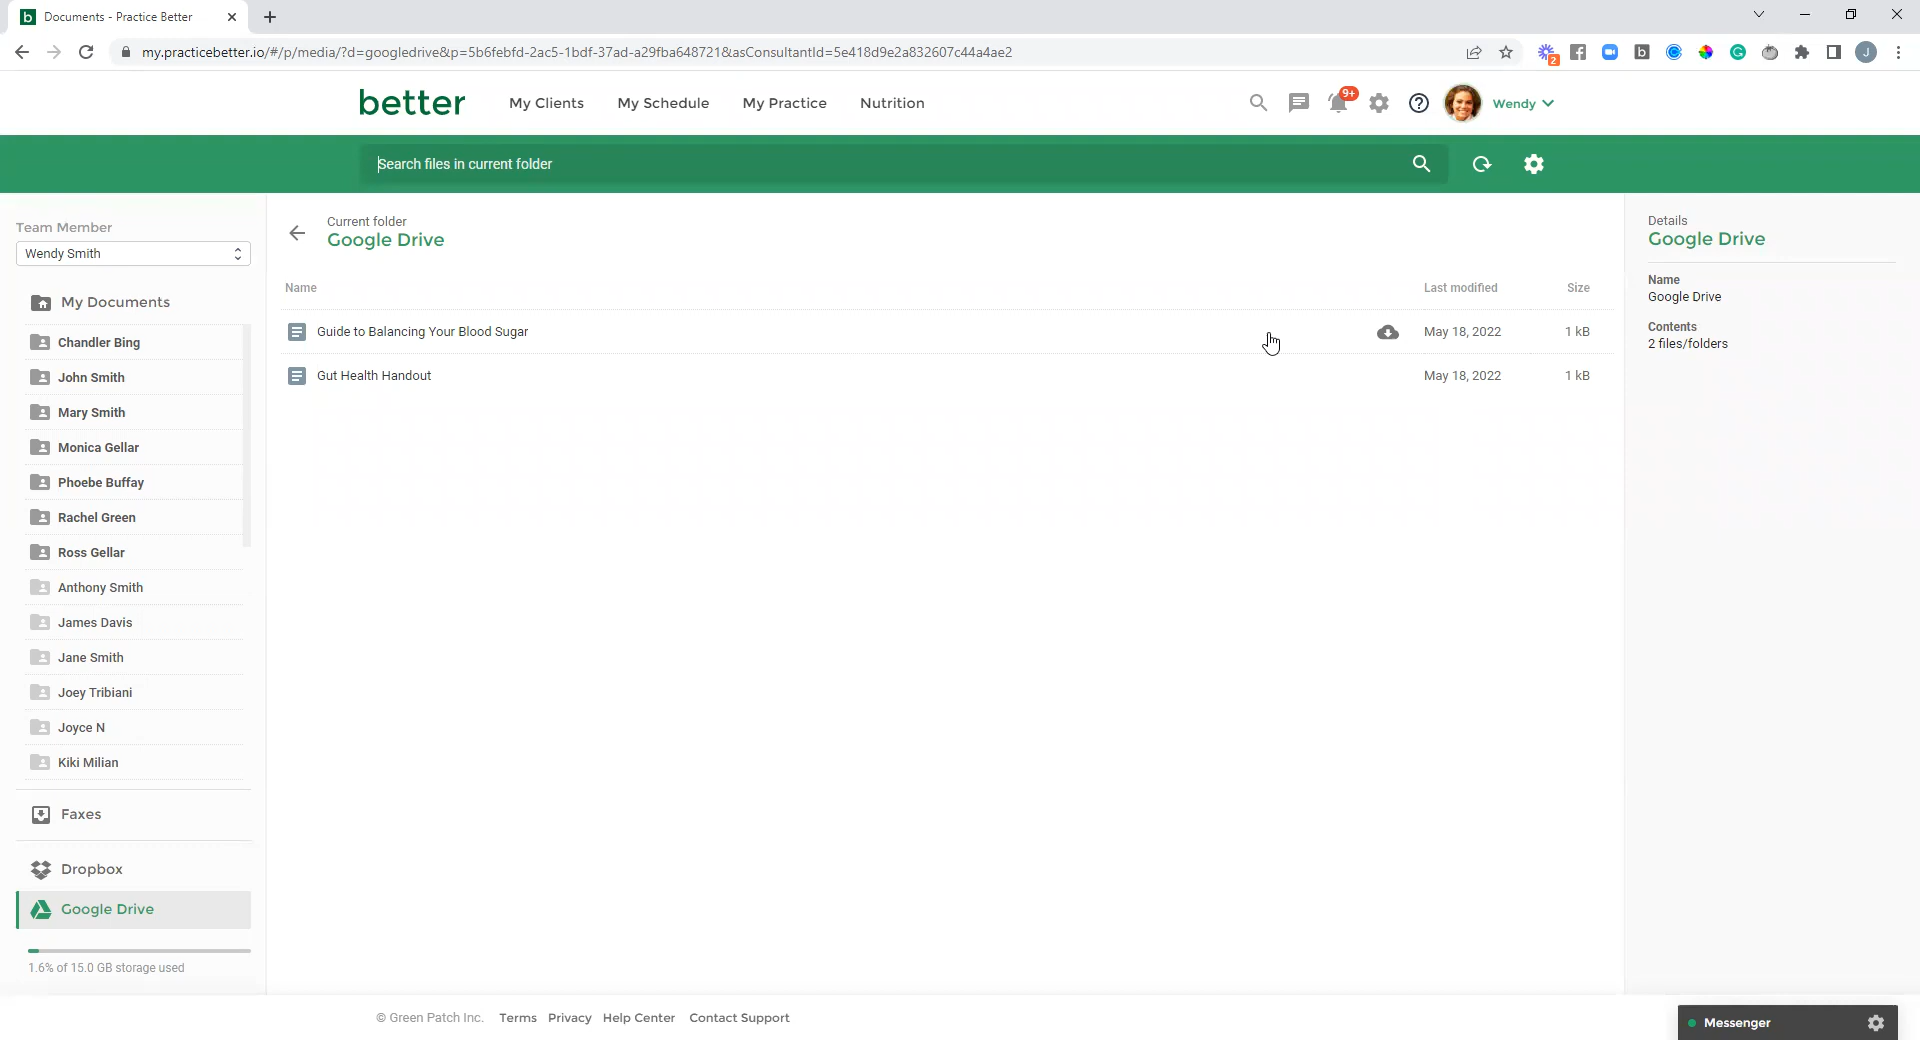 Documents - Practice Better
my.practicebetter.io/#/p/media/?d=googledrive&p=5b6febfd-2ac5-1bdf-37ad-a29fba648721&asConsultantId=5e418d9e2a832607c44a4ae2
2
J
better
My Clients
My Schedule
My Practice
Nutrition
9+
Wendy
Search files in current folder
Team Member
Wendy Smith
My Documents
Chandler Bing
John Smith
Mary Smith
Monica Gellar
Phoebe Buffay
Rachel Green
Ross Gellar
Anthony Smith
James Davis
Jane Smith
Joey Tribiani
Joyce N
Kiki Milian
Faxes
Dropbox
Google Drive
1.6% of 15.0 GB storage used
Current folder
Google Drive
Name Last modified Size
Guide to Balancing Your Blood Sugar May 18, 2022 1 kB
Gut Health Handout May 18, 2022 1 kB
Details
Google Drive
Name
Google Drive
Contents
2 files/folders
© Green Patch Inc. Terms Privacy Help Center Contact Support
Messenger